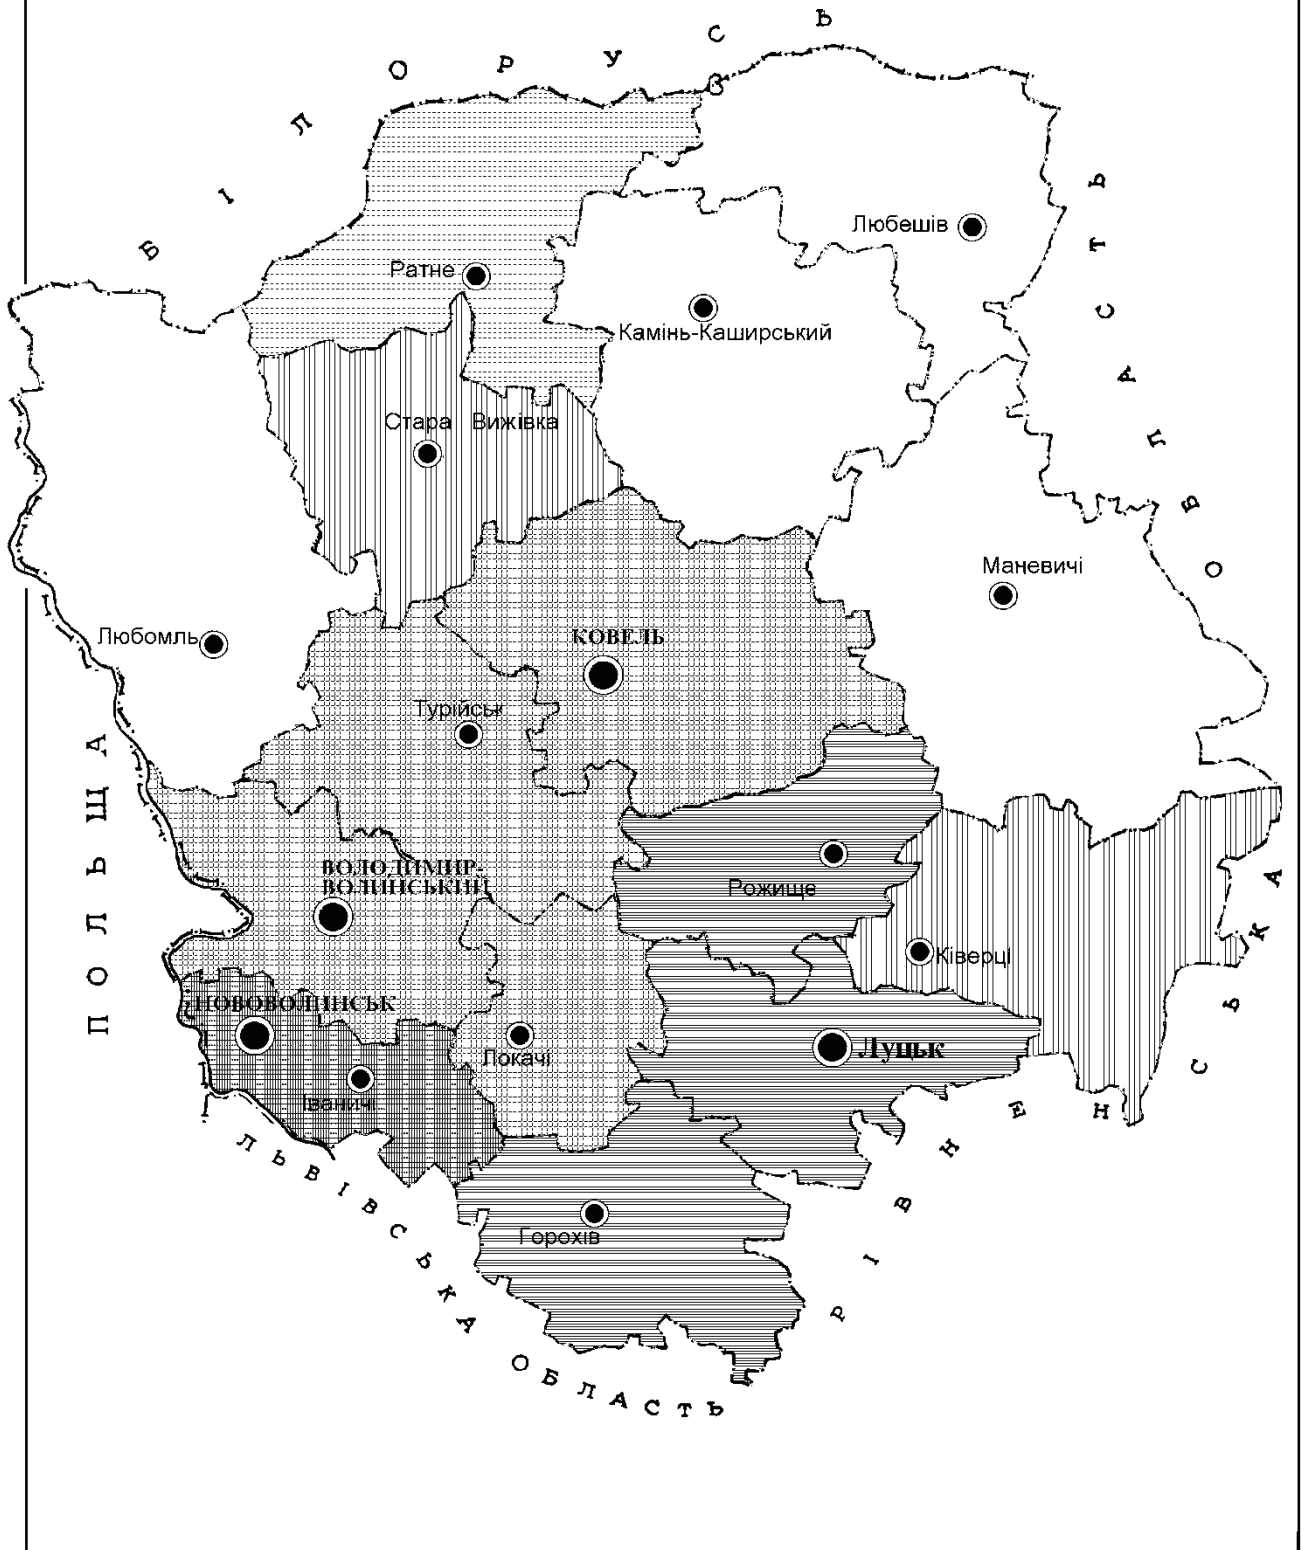 БІЛОРУСЬ
Любешів
Ратне
Камінь-Каширський
Стара Вижівка
Маневичі
КОВЕЛЬ
Любомль
Турійськ
ПОЛЬЩА
ВОЛОДИМИР-
ВОЛИНСЬКИЙ
Рожище
Ківерці
НОВОВОЛИНСЬК
Локачі
Луцьк
Іваничі
Горохів
ЛЬВІВСЬКА ОБЛАСТЬ
РІВНЕНСЬКА ОБЛАСТЬ